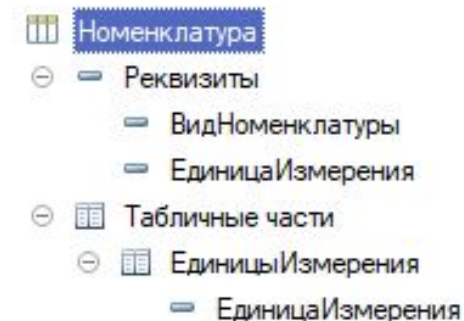 Номенклатура
Реквизиты
ВидНоменклатуры
ЕдиницаИзмерения
Табличные части
ЕдиницыИзмерения
ЕдиницаИзмерения